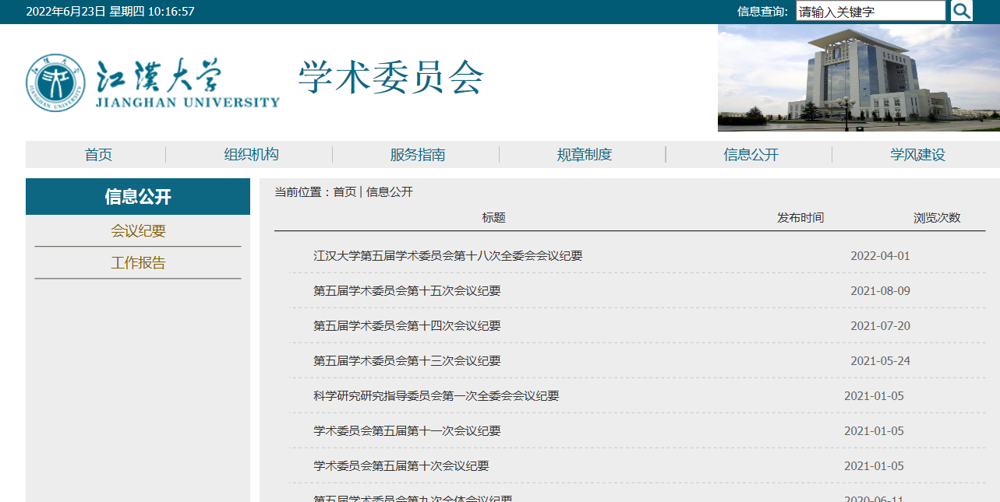 2022年6月23日 星期四 10:16:57
信息查询:
请输入关键字
江漢大学
JIANGHAN UNIVERSITY
学术委员会
首页
组织机构
服务指南
规章制度
信息公开
学风建设
信息公开
会议纪要
工作报告
当前位置：首页 | 信息公开
标题 发布时间 浏览次数
江汉大学第五届学术委员会第十八次全委会会议纪要 2022-04-01
第五届学术委员会第十五次会议纪要 2021-08-09
第五届学术委员会第十四次会议纪要 2021-07-20
第五届学术委员会第十三次会议纪要 2021-05-24
科学研究研究指导委员会第一次全委会会议纪要 2021-01-05
学术委员会第五届第十一次会议纪要 2021-01-05
学术委员会第五届第十次会议纪要 2021-01-05
第五届学术委员会第九次全体会议纪要 2020-06-11